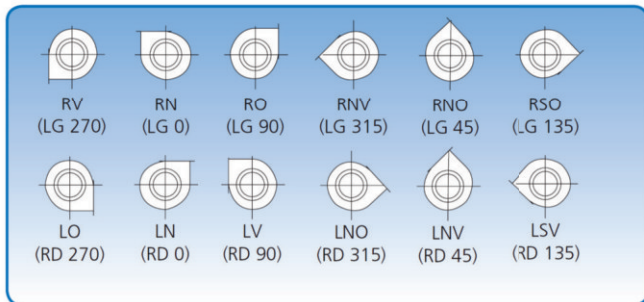 RV RN RO RNV RNO RSO
(LG 270) (LG 0) (LG 90) (LG 315) (LG 45) (LG 135)
LO LN LV LNO LNV LSV
(RD 270) (RD 0) (RD 90) (RD 315) (RD 45) (RD 135)